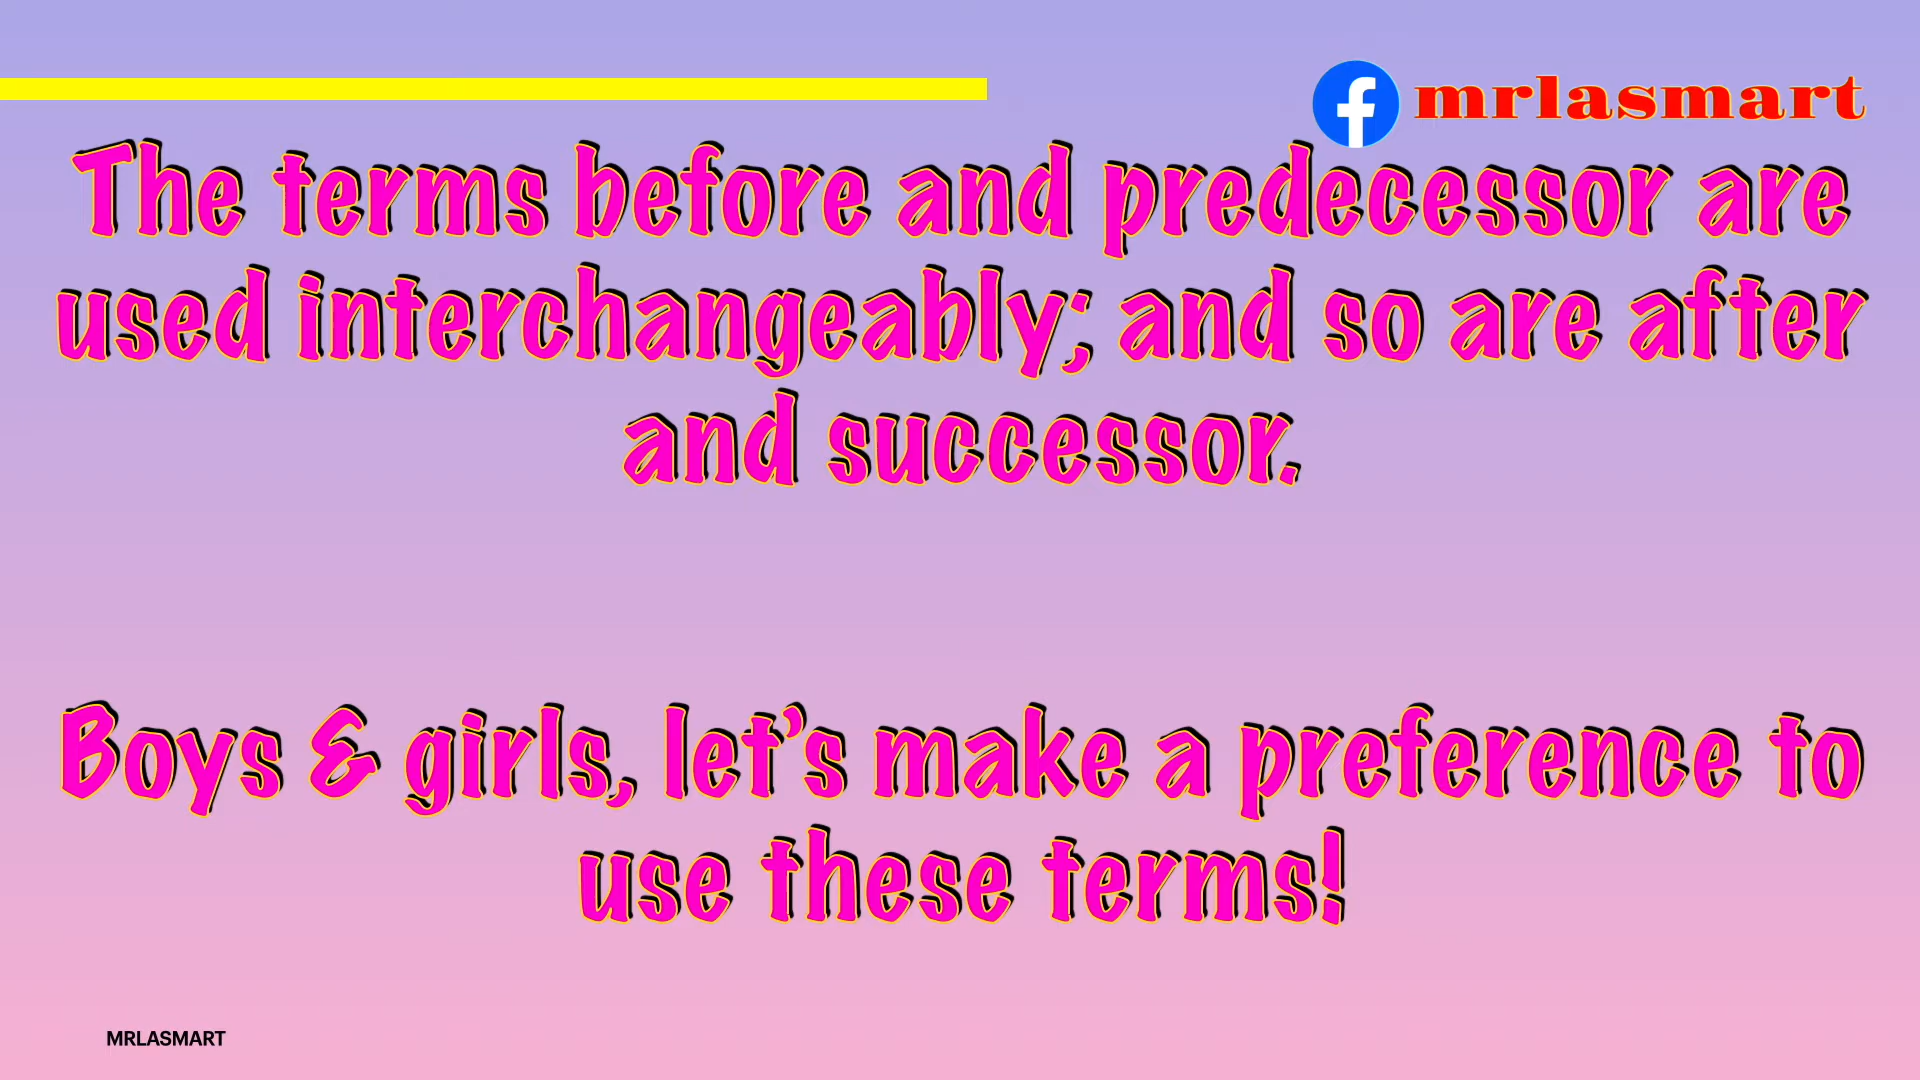 mrlasmart
The terms before and predecessor are
used interchangeably; and so are after
and successor.
Boys & girls, let’s make a preference to
use these terms!
MRLASMART